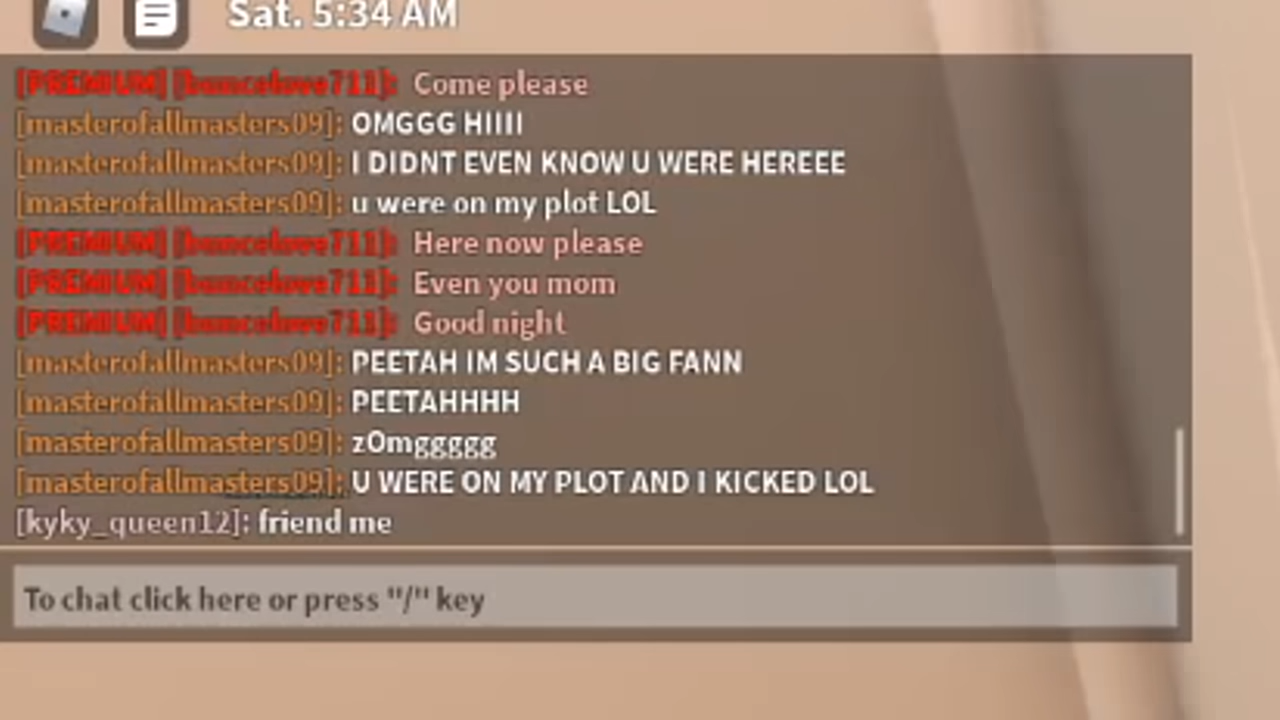 Sat. 5:34 AM
[PREMIUM] [buncelove711]: Come please
[masterofallmasters09]: OMGGG HIIII
[masterofallmasters09]: I DIDNT EVEN KNOW U WERE HEREEE
[masterofallmasters09]: u were on my plot LOL
[PREMIUM] [buncelove711]: Here now please
[PREMIUM] [buncelove711]: Even you mom
[PREMIUM] [buncelove711]: Good night
[masterofallmasters09]: PEETAH IM SUCH A BIG FANN
[masterofallmasters09]: PEETAHHHH
[masterofallmasters09]: zOmggggg
[masterofallmasters09]: U WERE ON MY PLOT AND I KICKED LOL
[kyky_queen12]: friend me
To chat click here or press "/" key